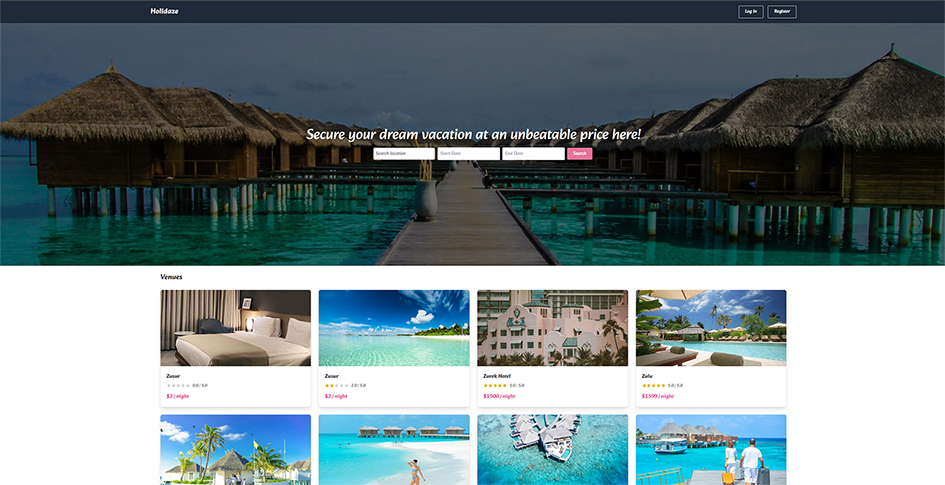 Holidaze
Log In
Register
Secure your dream vacation at an unbeatable price here!
Search location
Start Date
End Date
Search
Venues
Zuzur
0.0 / 5.0
$2 / night
Zuzur
2.0 / 5.0
$2 / night
Zurek Hotel
5.0 / 5.0
$1500 / night
Zulu
5.0 / 5.0
$1599 / night